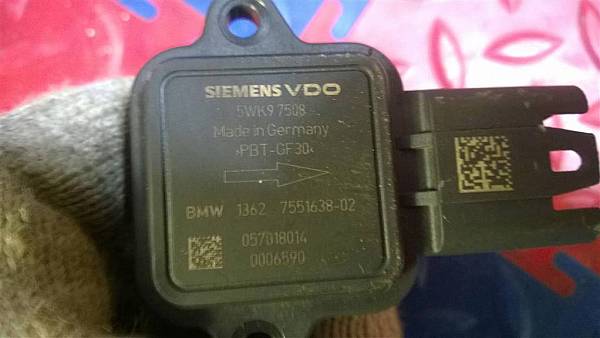 SIEMENS VDO
5WK9 7508
Made in Germany
>PBT-GF30<
BMW 1362 7551638-02
057018014
0006590